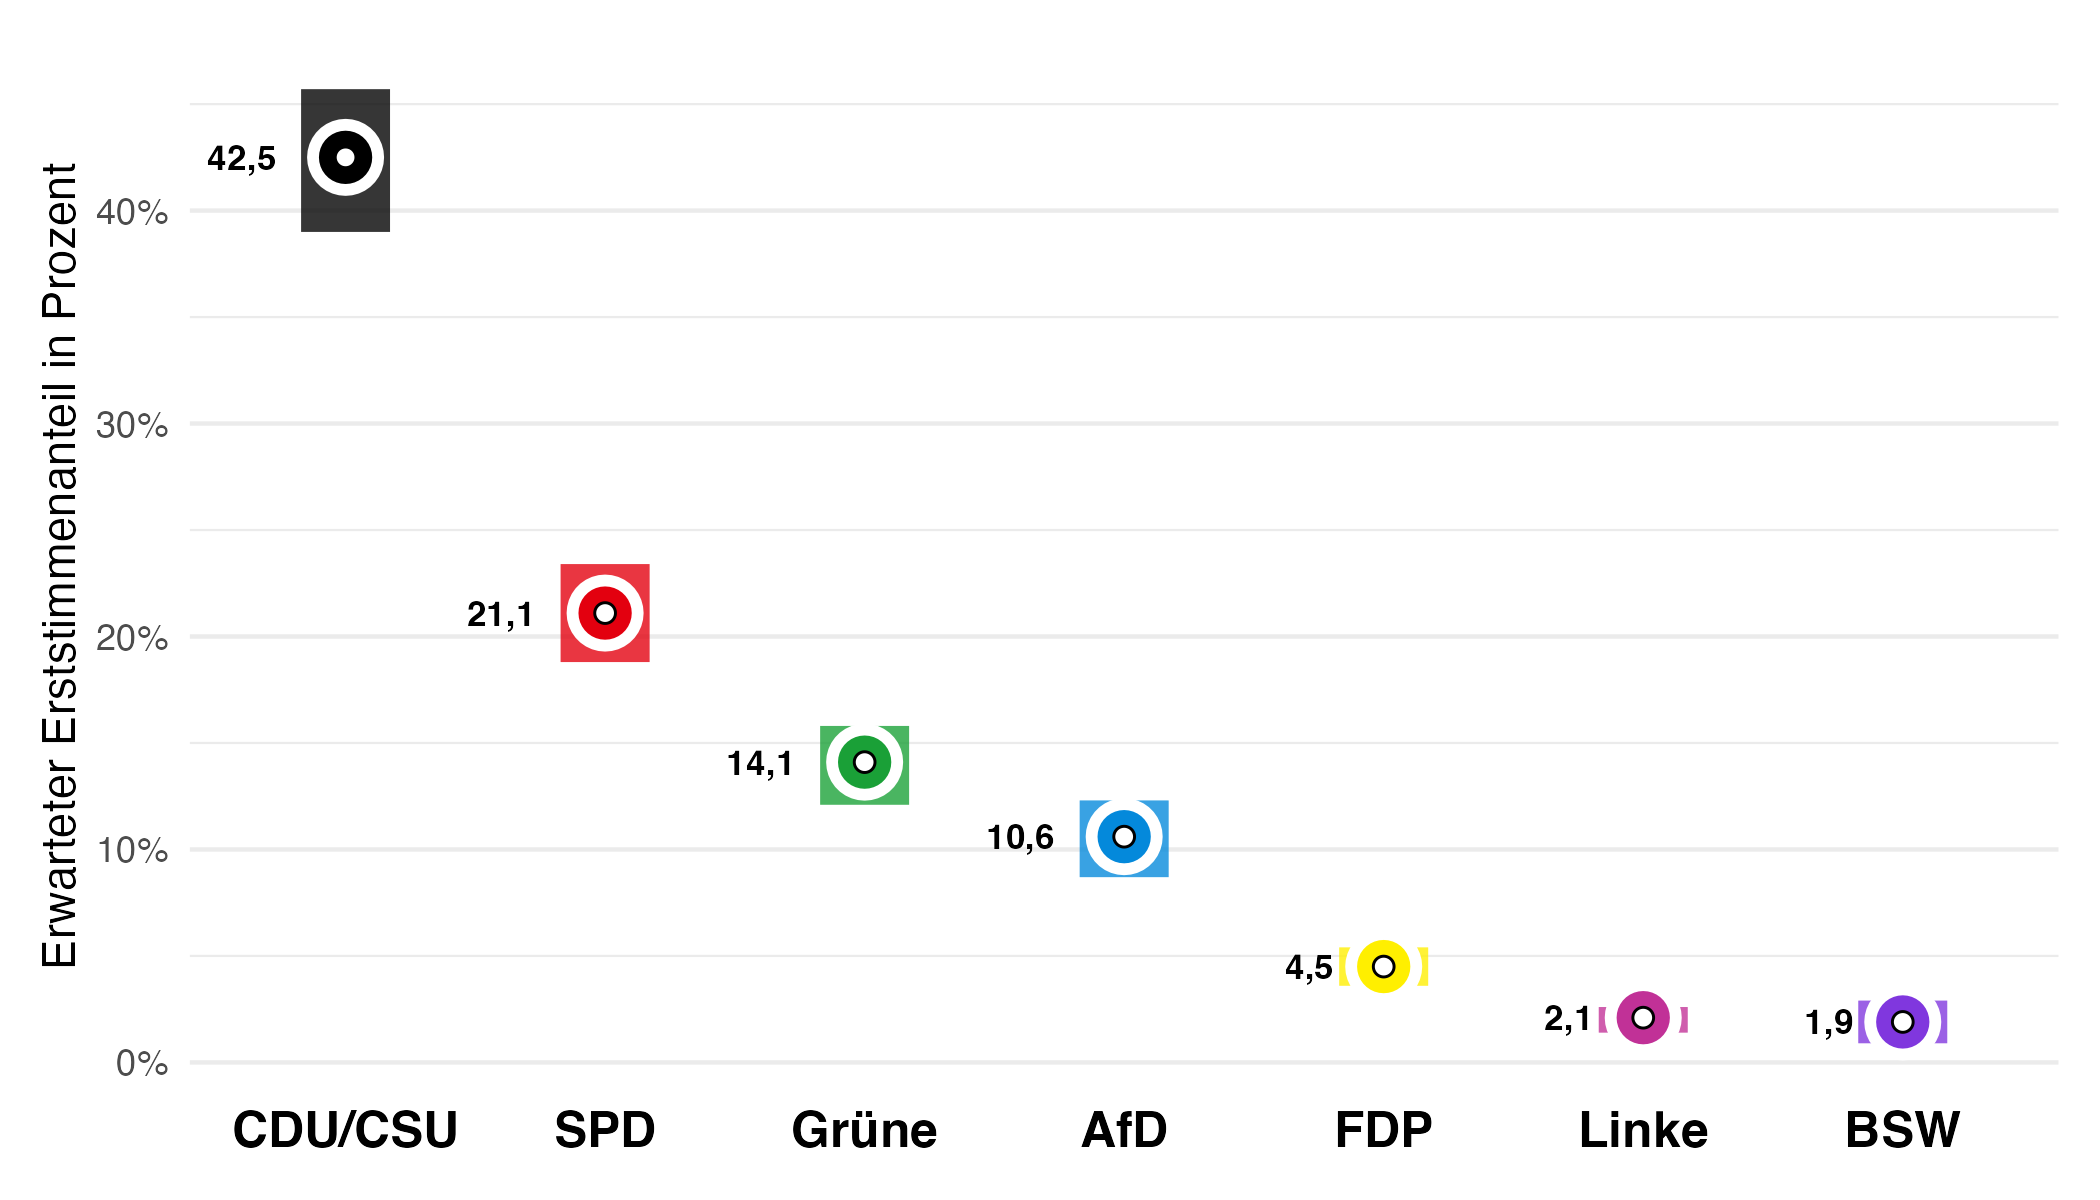 Erwarteter Erststimmenanteil in Prozent
40%
30%
20%
10%
0%
42,5
21,1
14,1
10,6
4,5
2,1
1,9
CDU/CSU
SPD
Grüne
AfD
FDP
Linke
BSW